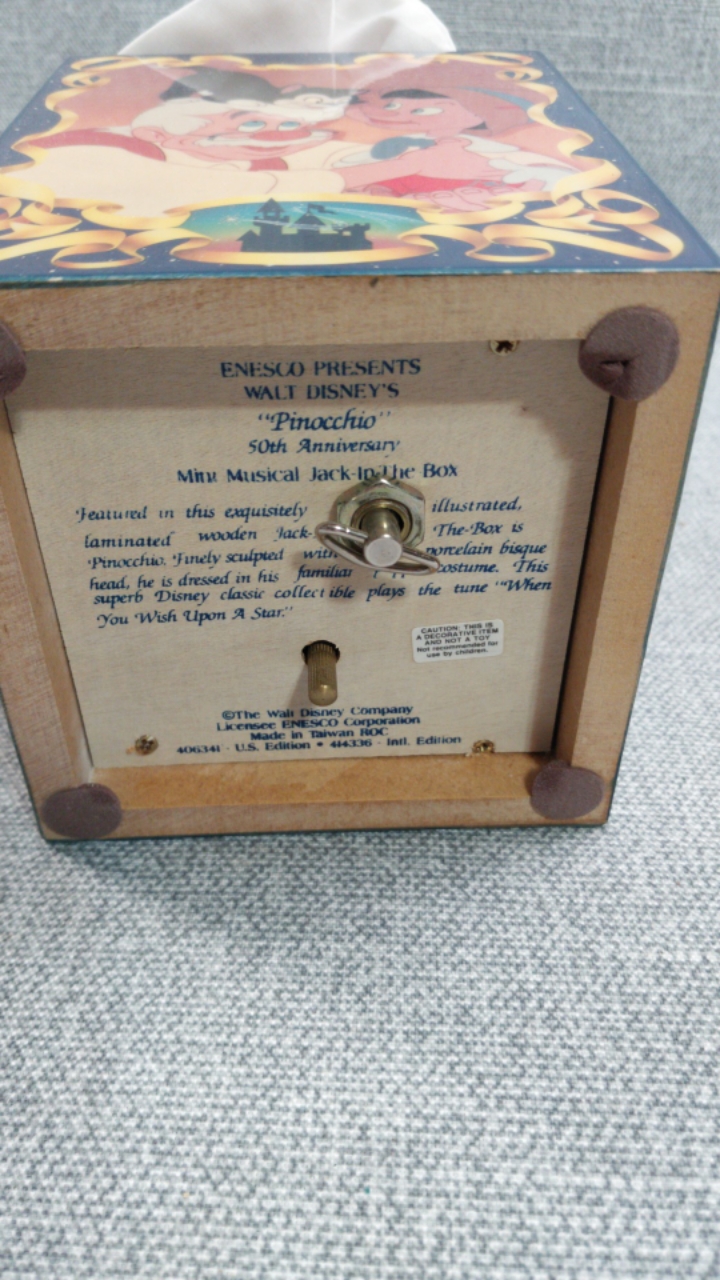 ENESCO PRESENTS
WALT DISNEY'S
"Pinocchio"
50th Anniversary
Mini Musical Jack-In-The Box
Featured in this exquisitely illustrated,
laminated wooden Jack- The-Box is
Pinocchio. Finely sculpted with porcelain bisque
head, he is dressed in his familiar costume. This
superb Disney classic collectible plays the tune "When
You Wish Upon A Star."
CAUTION: THIS IS
A DECORATIVE ITEM
AND NOT A TOY
Not recommended for
use by children.
©The Walt Disney Company
Licensee ENESCO Corporation
Made in Taiwan ROC
406341 - U.S. Edition • 414336 - Intl. Edition